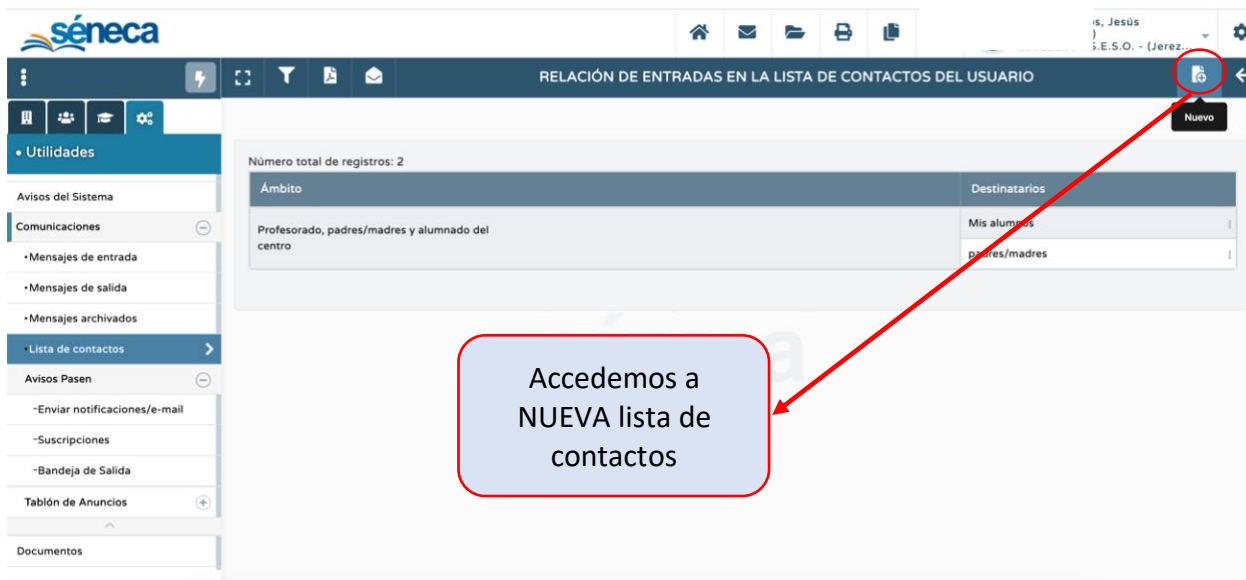 séneca
s, Jesús
)
S.E.S.O. - (Jerez...
RELACIÓN DE ENTRADAS EN LA LISTA DE CONTACTOS DEL USUARIO
Nuevo
• Utilidades
Avisos del Sistema
Comunicaciones
•Mensajes de entrada
•Mensajes de salida
•Mensajes archivados
•Lista de contactos
Avisos Pasen
-Enviar notificaciones/e-mail
-Suscripciones
-Bandeja de Salida
Tablón de Anuncios
Documentos
Número total de registros: 2
Ámbito
Destinatarios
Profesorado, padres/madres y alumnado del
centro
Mis alumnos
padres/madres
Accedemos a
NUEVA lista de
contactos